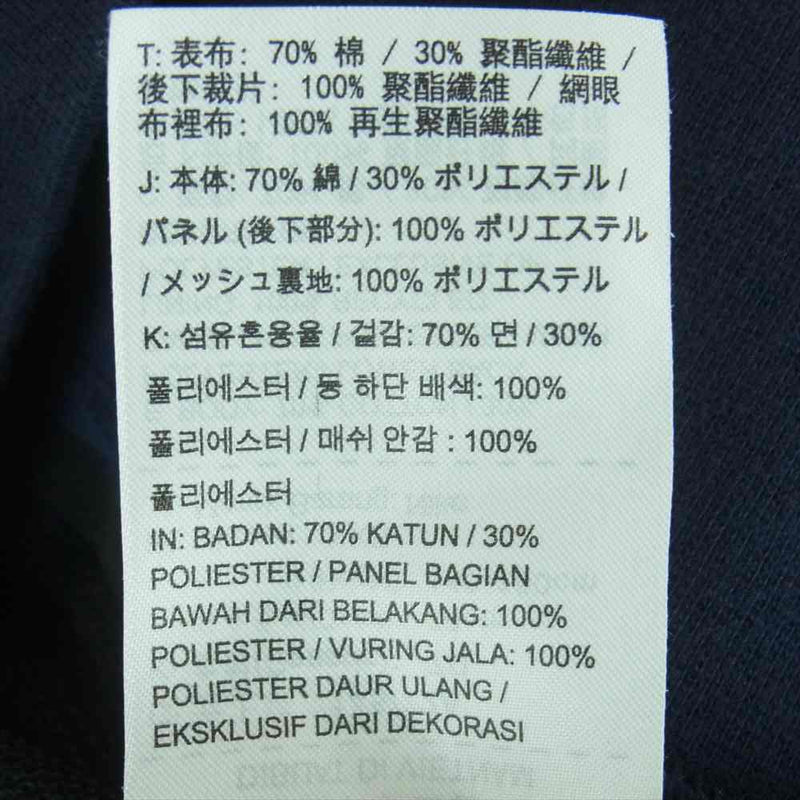 T: 表布: 70% 棉 / 30% 聚酯纖維 /
後下裁片: 100% 聚酯纖維 / 網眼
布裡布: 100% 再生聚酯纖維
J: 本体: 70% 綿 / 30% ポリエステル /
パネル (後下部分): 100% ポリエステル
/ メッシュ裏地: 100% ポリエステル
K: 섬유혼용율 / 겉감: 70% 면 / 30%
폴리에스터 / 등 하단 배색: 100%
폴리에스터 / 매쉬 안감 : 100%
폴리에스터
IN: BADAN: 70% KATUN / 30%
POLIESTER / PANEL BAGIAN
BAWAH DARI BELAKANG: 100%
POLIESTER / VURING JALA: 100%
POLIESTER DAUR ULANG /
EKSKLUSIF DARI DEKORASI